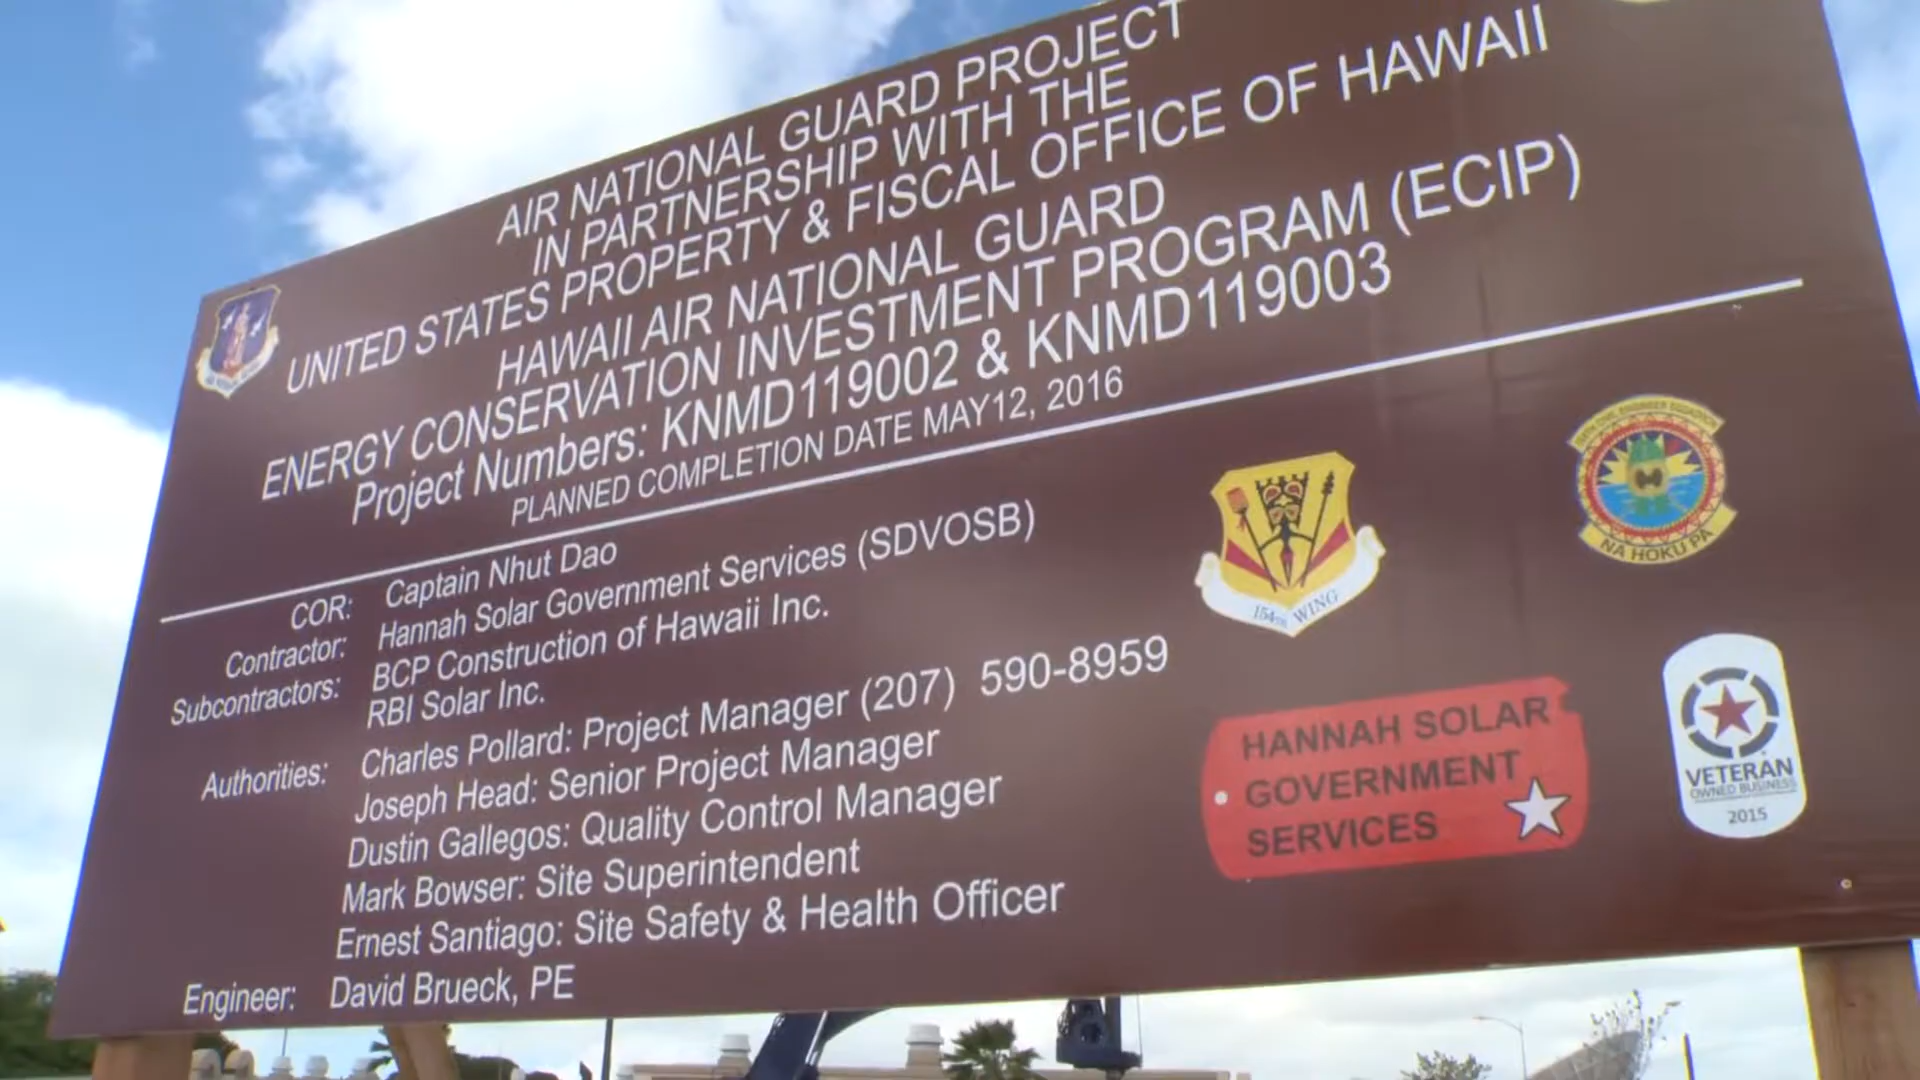 AIR NATIONAL GUARD PROJECT
IN PARTNERSHIP WITH THE
UNITED STATES PROPERTY & FISCAL OFFICE OF HAWAII
HAWAII AIR NATIONAL GUARD
ENERGY CONSERVATION INVESTMENT PROGRAM (ECIP)
Project Numbers: KNMD119002 & KNMD119003
PLANNED COMPLETION DATE MAY12, 2016
COR: Captain Nhut Dao
Contractor: Hannah Solar Government Services (SDVOSB)
Subcontractors: BCP Construction of Hawaii Inc.
RBI Solar Inc.
Authorities: Charles Pollard: Project Manager (207) 590-8959
Joseph Head: Senior Project Manager
Dustin Gallegos: Quality Control Manager
Mark Bowser: Site Superintendent
Ernest Santiago: Site Safety & Health Officer
Engineer: David Brueck, PE
154TH WING
NA HOKU PA
HANNAH SOLAR
GOVERNMENT
SERVICES
VETERAN
OWNED BUSINESS
2015